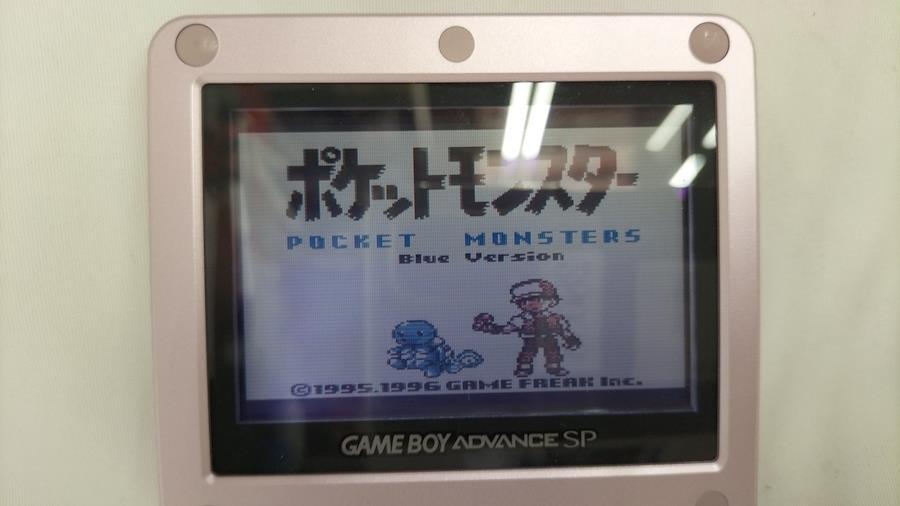 ポケットモンスター
POCKET MONSTERS
Blue Version
©1995.1996 GAME FREAK Inc.
GAME BOY ADVANCE SP